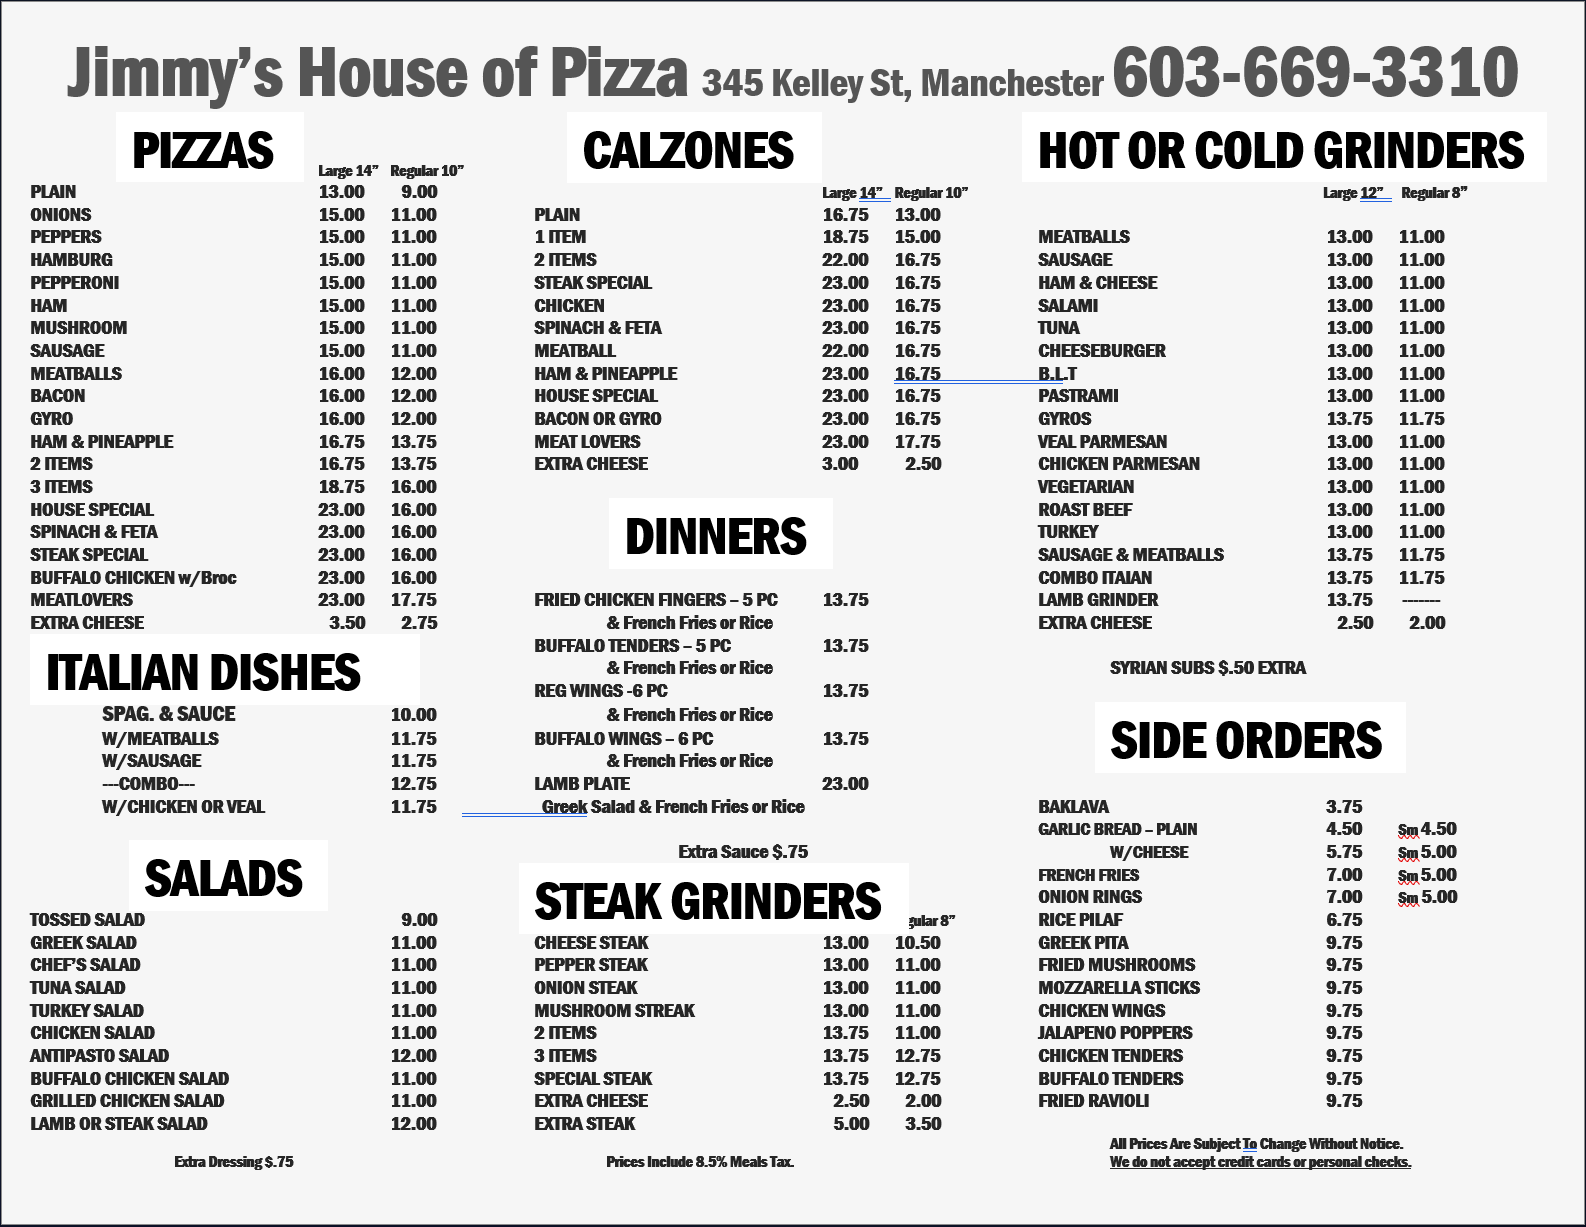 Jimmy's House of Pizza 345 Kelley St, Manchester 603-669-3310
PIZZAS
Large 14” Regular 10”
PLAIN 13.00 9.00
ONIONS 15.00 11.00
PEPPERS 15.00 11.00
HAMBURG 15.00 11.00
PEPPERONI 15.00 11.00
HAM 15.00 11.00
MUSHROOM 15.00 11.00
SAUSAGE 15.00 11.00
MEATBALLS 16.00 12.00
BACON 16.00 12.00
GYRO 16.00 12.00
HAM & PINEAPPLE 16.75 13.75
2 ITEMS 16.75 13.75
3 ITEMS 18.75 16.00
HOUSE SPECIAL 23.00 16.00
SPINACH & FETA 23.00 16.00
STEAK SPECIAL 23.00 16.00
BUFFALO CHICKEN w/Broc 23.00 16.00
MEATLOVERS 23.00 17.75
EXTRA CHEESE 3.50 2.75
ITALIAN DISHES
SPAG. & SAUCE 10.00
W/MEATBALLS 11.75
W/SAUSAGE 11.75
---COMBO--- 12.75
W/CHICKEN OR VEAL 11.75
SALADS
TOSSED SALAD 9.00
GREEK SALAD 11.00
CHEF'S SALAD 11.00
TUNA SALAD 11.00
TURKEY SALAD 11.00
CHICKEN SALAD 11.00
ANTIPASTO SALAD 12.00
BUFFALO CHICKEN SALAD 11.00
GRILLED CHICKEN SALAD 11.00
LAMB OR STEAK SALAD 12.00
Extra Dressing $.75
CALZONES
Large 14” Regular 10”
PLAIN 16.75 13.00
1 ITEM 18.75 15.00
2 ITEMS 22.00 16.75
STEAK SPECIAL 23.00 16.75
CHICKEN 23.00 16.75
SPINACH & FETA 23.00 16.75
MEATBALL 22.00 16.75
HAM & PINEAPPLE 23.00 16.75
HOUSE SPECIAL 23.00 16.75
BACON OR GYRO 23.00 16.75
MEAT LOVERS 23.00 17.75
EXTRA CHEESE 3.00 2.50
DINNERS
FRIED CHICKEN FINGERS – 5 PC 13.75
& French Fries or Rice
BUFFALO TENDERS – 5 PC 13.75
& French Fries or Rice
REG WINGS -6 PC 13.75
& French Fries or Rice
BUFFALO WINGS – 6 PC 13.75
& French Fries or Rice
LAMB PLATE 23.00
Greek Salad & French Fries or Rice
Extra Sauce $.75
STEAK GRINDERS
gular 8”
CHEESE STEAK 13.00 10.50
PEPPER STEAK 13.00 11.00
ONION STEAK 13.00 11.00
MUSHROOM STREAK 13.00 11.00
2 ITEMS 13.75 11.00
3 ITEMS 13.75 12.75
SPECIAL STEAK 13.75 12.75
EXTRA CHEESE 2.50 2.00
EXTRA STEAK 5.00 3.50
Prices Include 8.5% Meals Tax.
HOT OR COLD GRINDERS
Large 12” Regular 8”
MEATBALLS 13.00 11.00
SAUSAGE 13.00 11.00
HAM & CHEESE 13.00 11.00
SALAMI 13.00 11.00
TUNA 13.00 11.00
CHEESEBURGER 13.00 11.00
B.L.T 13.00 11.00
PASTRAMI 13.00 11.00
GYROS 13.75 11.75
VEAL PARMESAN 13.00 11.00
CHICKEN PARMESAN 13.00 11.00
VEGETARIAN 13.00 11.00
ROAST BEEF 13.00 11.00
TURKEY 13.00 11.00
SAUSAGE & MEATBALLS 13.75 11.75
COMBO ITAIAN 13.75 11.75
LAMB GRINDER 13.75 -------
EXTRA CHEESE 2.50 2.00
SYRIAN SUBS $.50 EXTRA
SIDE ORDERS
BAKLAVA 3.75
GARLIC BREAD – PLAIN 4.50 Sm 4.50
W/CHEESE 5.75 Sm 5.00
FRENCH FRIES 7.00 Sm 5.00
ONION RINGS 7.00 Sm 5.00
RICE PILAF 6.75
GREEK PITA 9.75
FRIED MUSHROOMS 9.75
MOZZARELLA STICKS 9.75
CHICKEN WINGS 9.75
JALAPENO POPPERS 9.75
CHICKEN TENDERS 9.75
BUFFALO TENDERS 9.75
FRIED RAVIOLI 9.75
All Prices Are Subject To Change Without Notice.
We do not accept credit cards or personal checks.